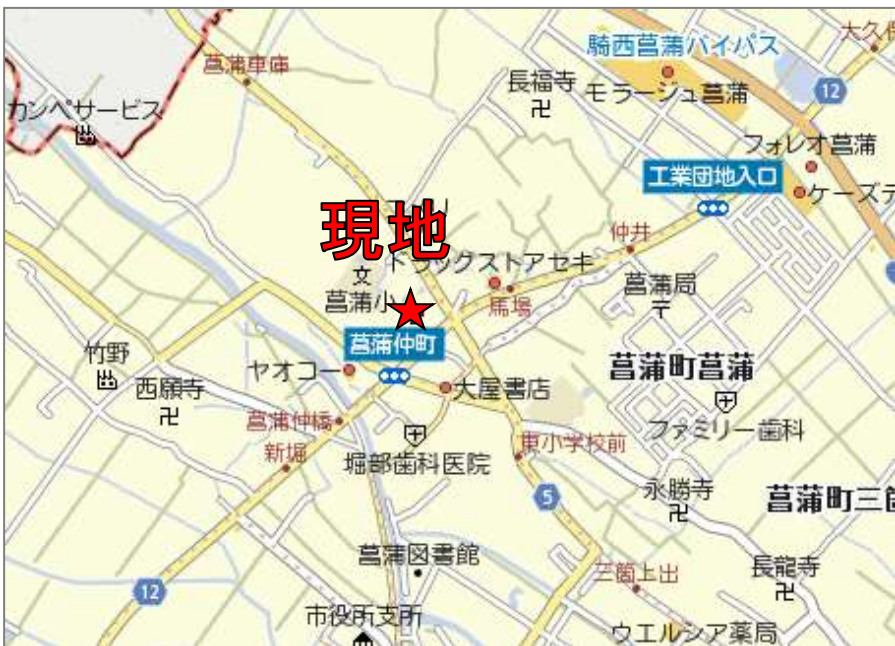 大久保
騎西菖蒲バイパス
菖蒲車庫
長福寺
モラージュ菖蒲
12
カンペサービス
フォレオ菖蒲
工業団地入口
ケーズデ
現地
仲井
ドラッグストアセキ
菖蒲小
馬場
菖蒲局
菖蒲仲町
竹野
ヤオコー
菖蒲町菖蒲
西願寺
大屋書店
菖蒲仲橋
ファミリー歯科
新堀
東小学校前
堀部歯科医院
永勝寺
5
菖蒲町三箇
菖蒲図書館
三箇上出
長龍寺
12
市役所支所
ウエルシア薬局